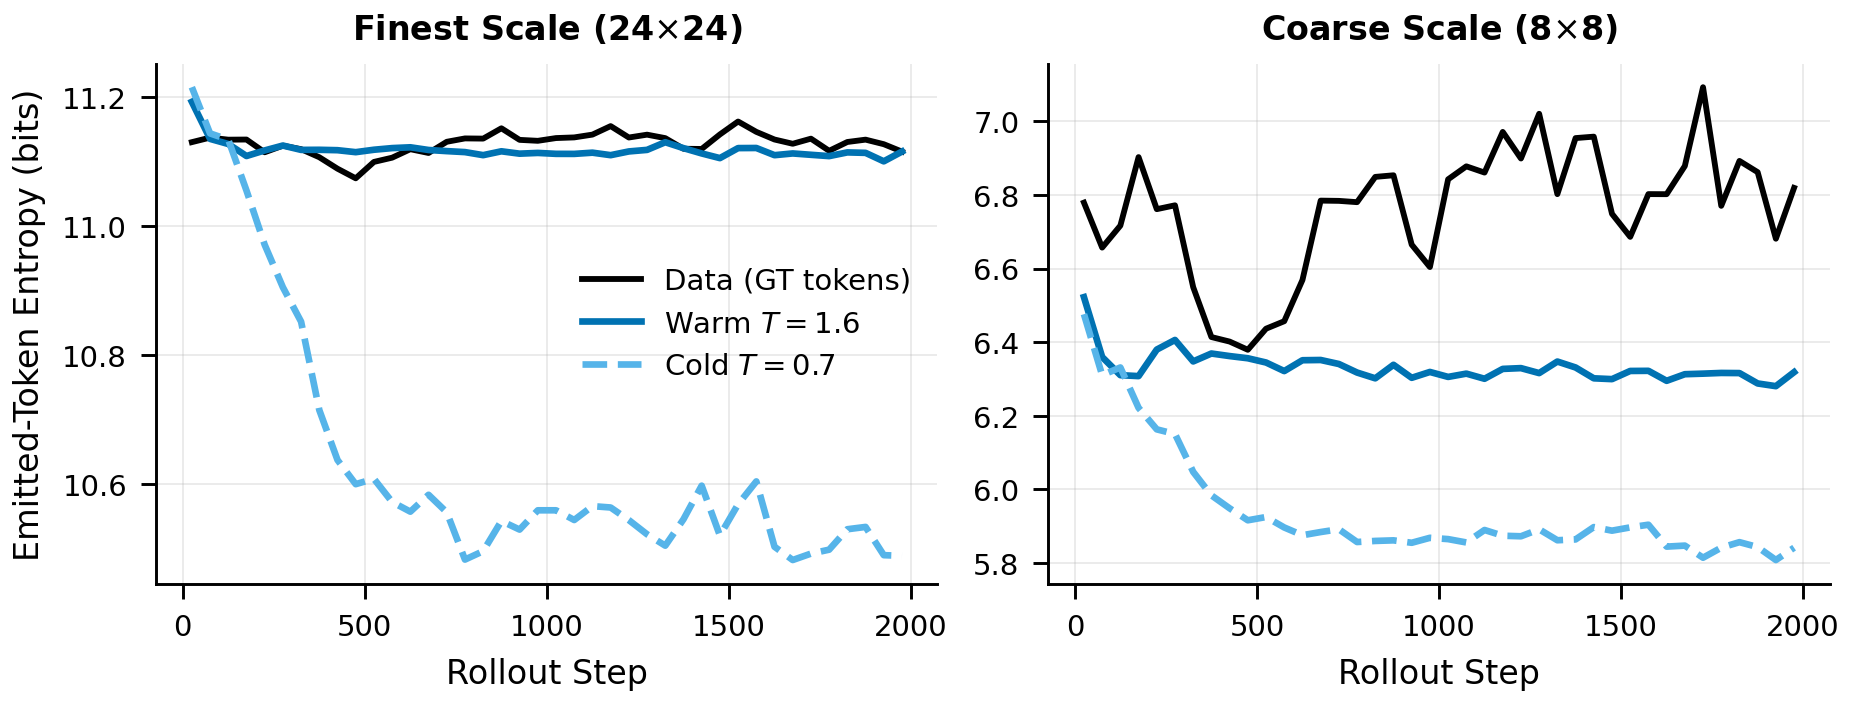 Finest Scale (24×24)
Emitted-Token Entropy (bits)
11.2
11.0
10.8
10.6
Data (GT tokens)
Warm T = 1.6
Cold T = 0.7
0
500
1000
1500
2000
Rollout Step
Coarse Scale (8×8)
7.0
6.8
6.6
6.4
6.2
6.0
5.8
0
500
1000
1500
2000
Rollout Step